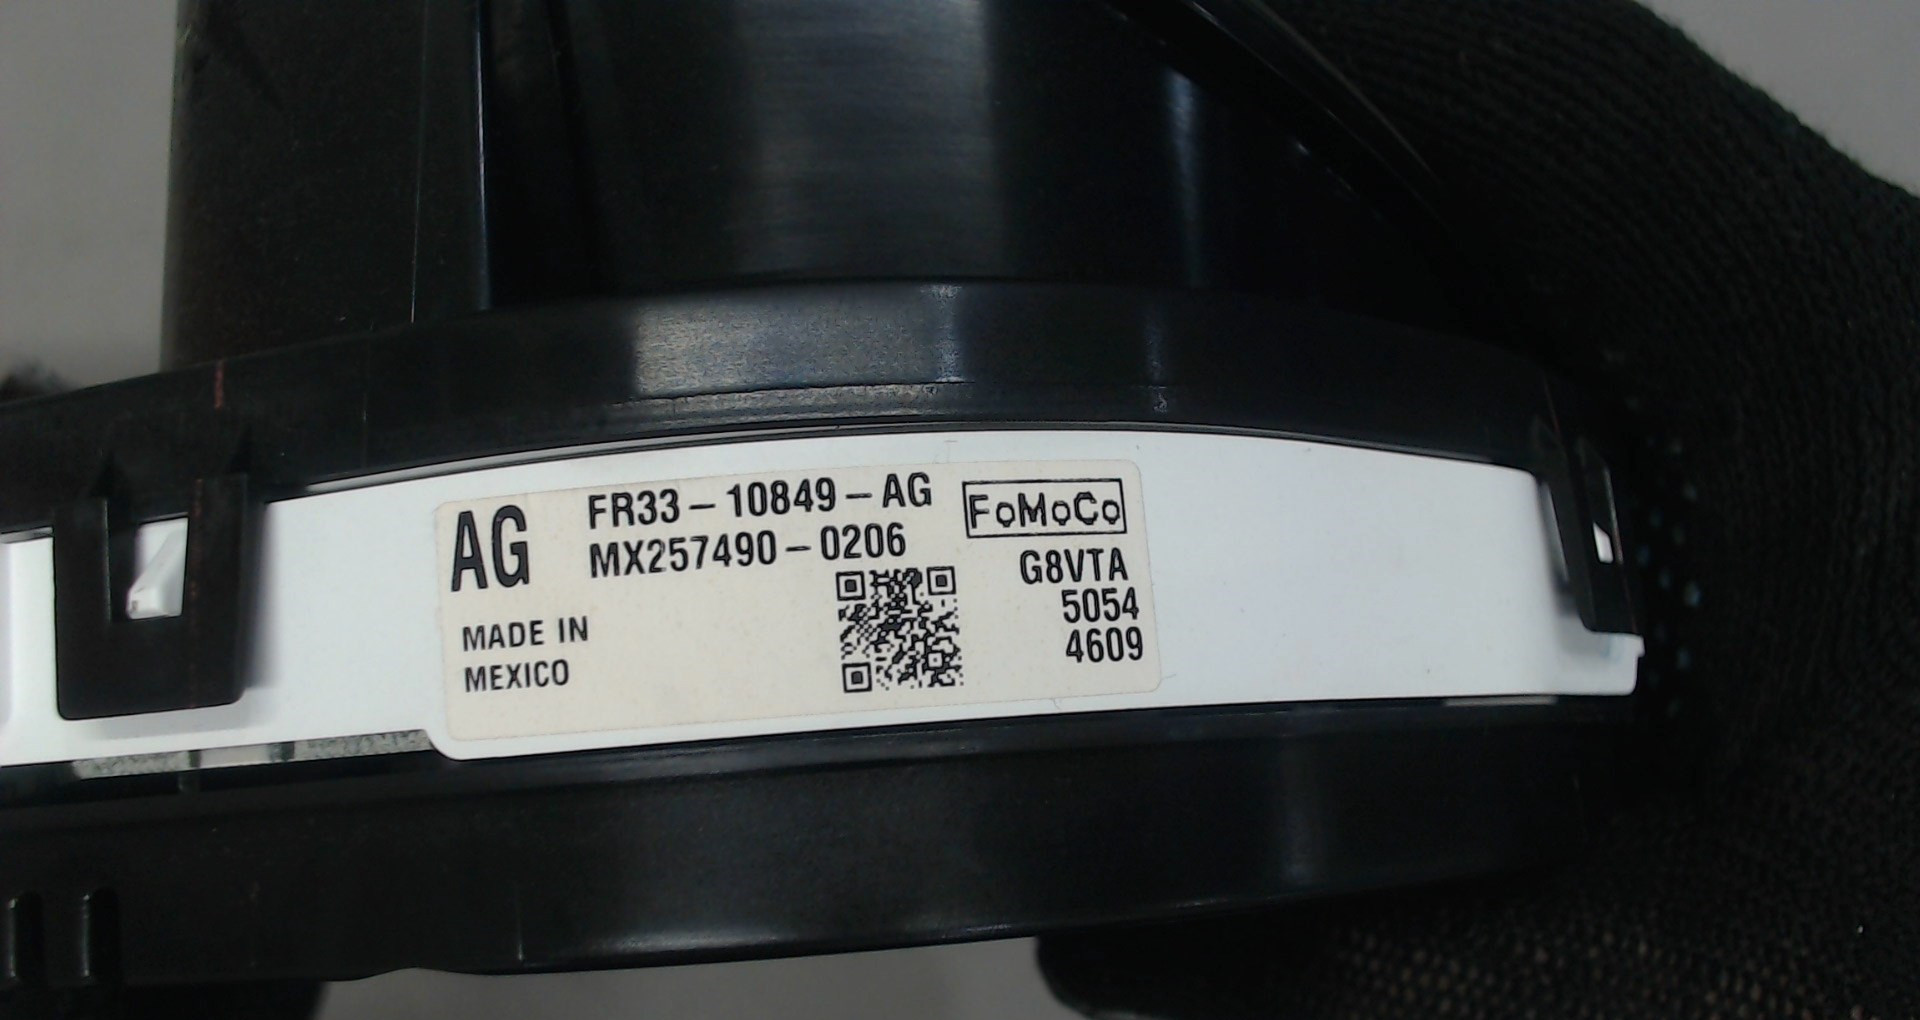 AG
FR33-10849-AG
MX257490-0206
FoMoCo
G8VTA
5054
4609
MADE IN
MEXICO